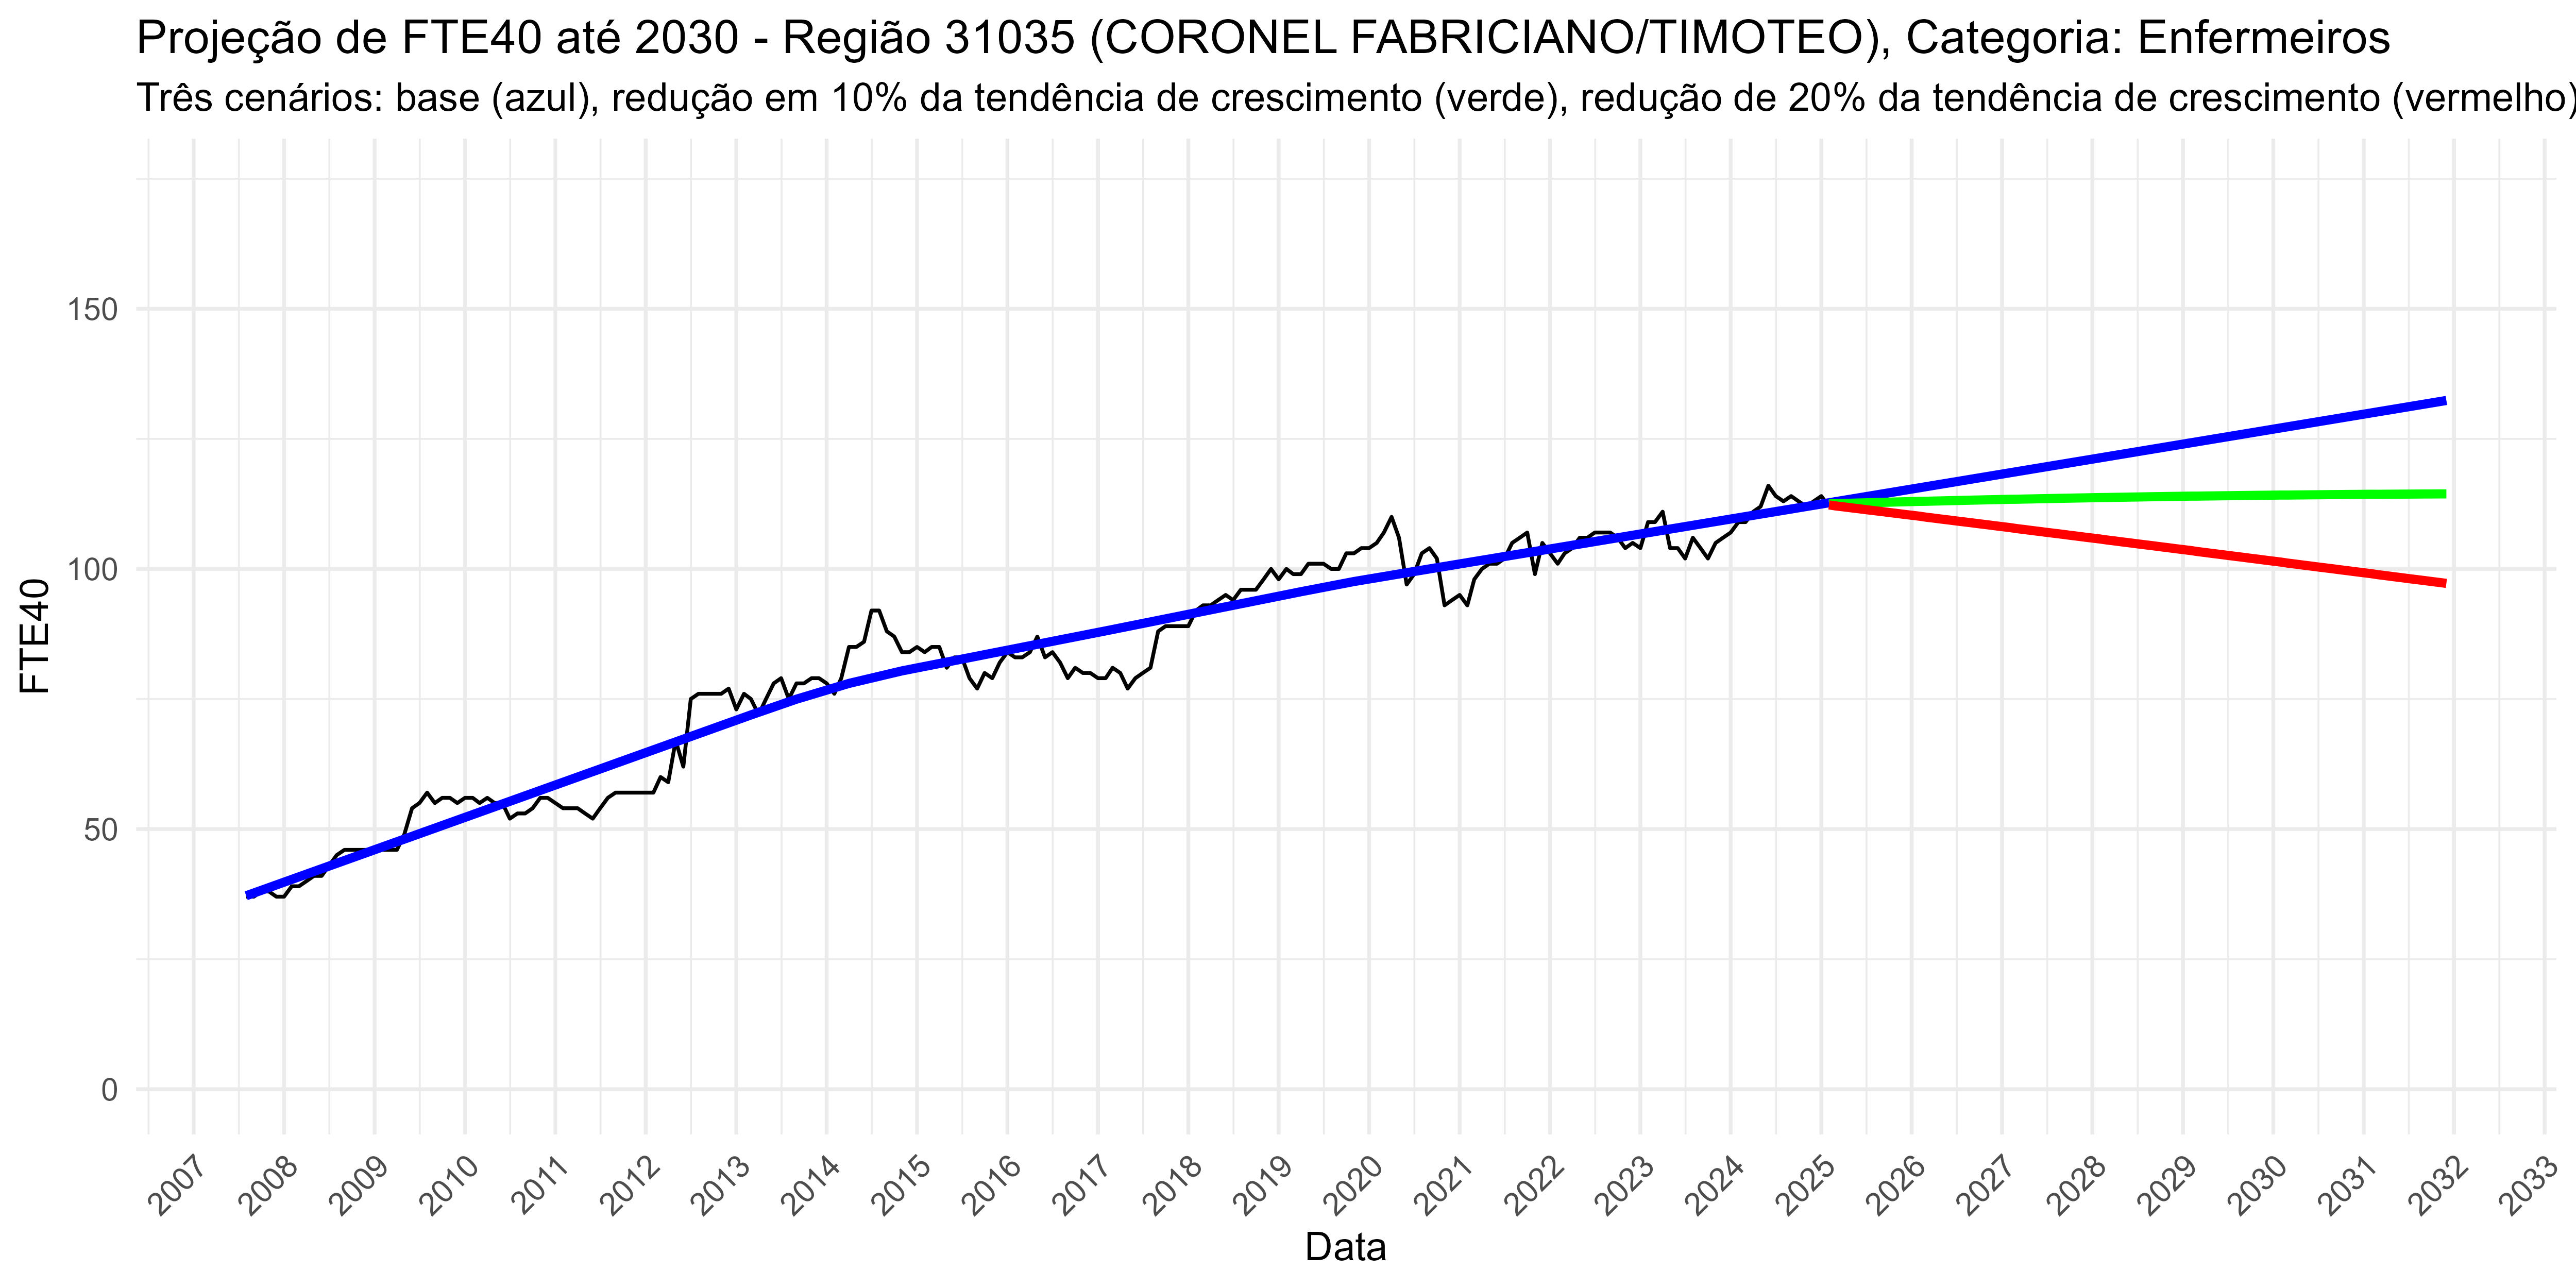 Projeção de FTE40 até 2030 - Região 31035 (CORONEL FABRICIANO/TIMOTEO), Categoria: Enfermeiros
Três cenários: base (azul), redução em 10% da tendência de crescimento (verde), redução de 20% da tendência de crescimento (vermelho)
150
100
50
0
FTE40
2007 2008 2009 2010 2011 2012 2013 2014 2015 2016 2017 2018 2019 2020 2021 2022 2023 2024 2025 2026 2027 2028 2029 2030 2031 2032 2033
Data